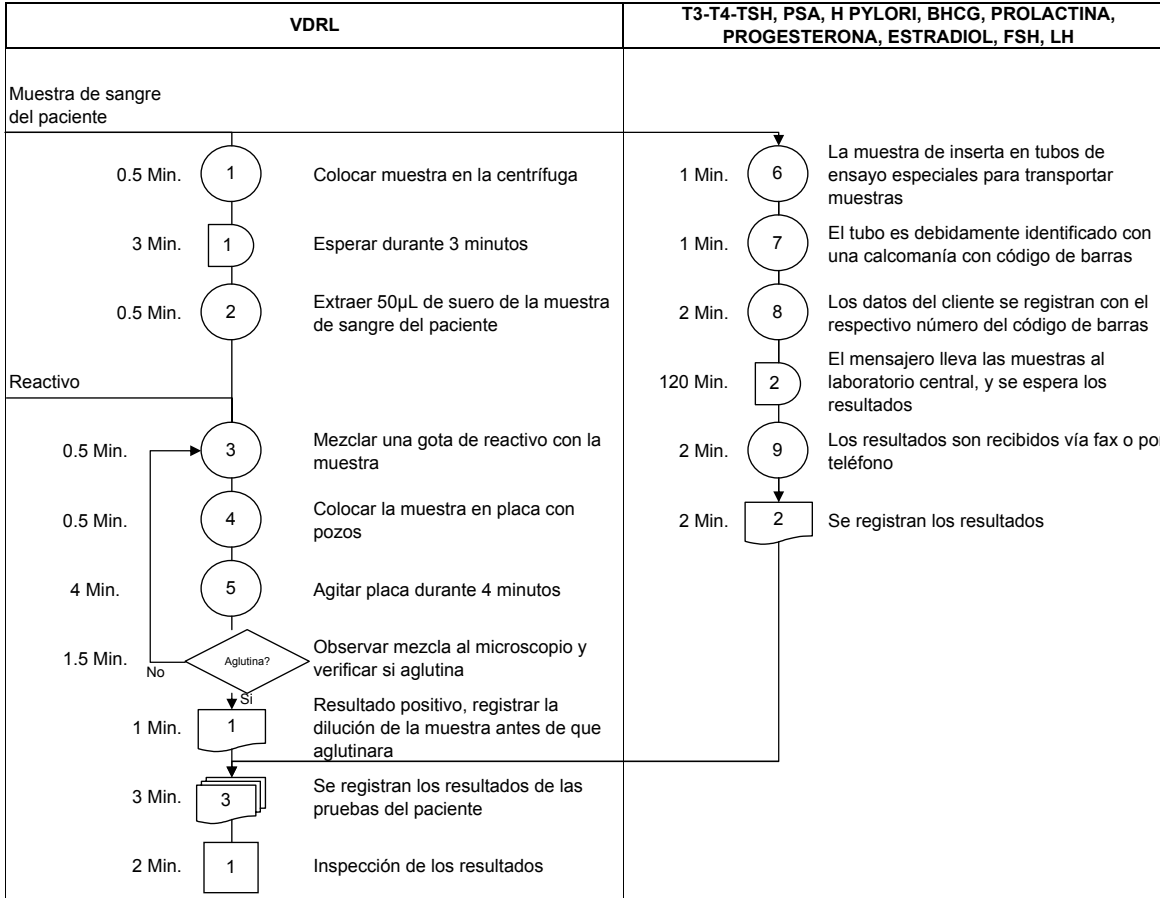 VDRL
T3-T4-TSH, PSA, H PYLORI, BHCG, PROLACTINA,
PROGESTERONA, ESTRADIOL, FSH, LH
Muestra de sangre
del paciente
0.5 Min.
1
Colocar muestra en la centrífuga
3 Min.
1
Esperar durante 3 minutos
0.5 Min.
2
Extraer 50µL de suero de la muestra
de sangre del paciente
Reactivo
0.5 Min.
3
Mezclar una gota de reactivo con la
muestra
0.5 Min.
4
Colocar la muestra en placa con
pozos
4 Min.
5
Agitar placa durante 4 minutos
1.5 Min.
No
Aglutina?
Si
Observar mezcla al microscopio y
verificar si aglutina
1 Min.
1
Resultado positivo, registrar la
dilución de la muestra antes de que
aglutinara
3 Min.
3
Se registran los resultados de las
pruebas del paciente
2 Min.
1
Inspección de los resultados
1 Min.
6
La muestra de inserta en tubos de
ensayo especiales para transportar
muestras
1 Min.
7
El tubo es debidamente identificado con
una calcomanía con código de barras
2 Min.
8
Los datos del cliente se registran con el
respectivo número del código de barras
120 Min.
2
El mensajero lleva las muestras al
laboratorio central, y se espera los
resultados
2 Min.
9
Los resultados son recibidos vía fax o por
teléfono
2 Min.
2
Se registran los resultados